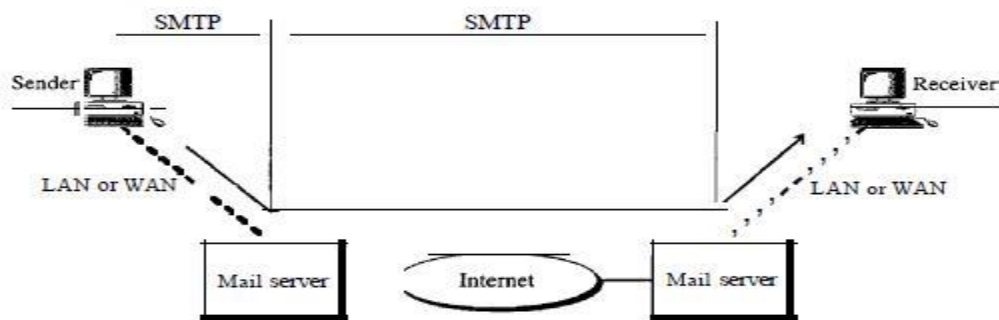 SMTP SMTP
Sender Receiver
LAN or WAN LAN or WAN
Mail server Internet Mail server